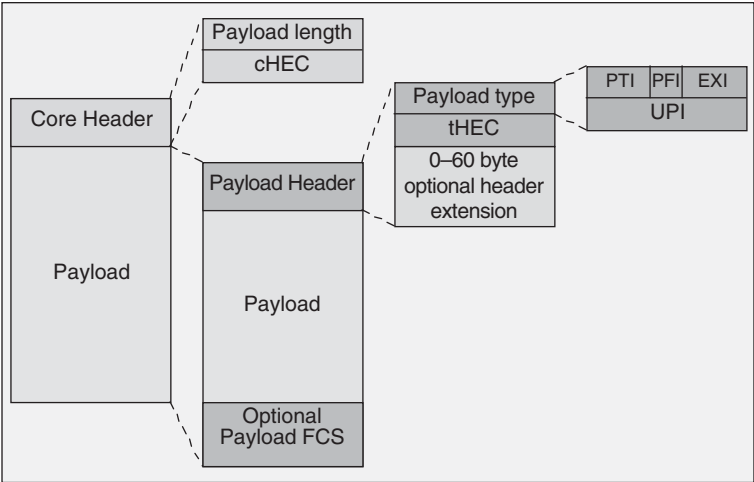 Payload length
cHEC
Core Header
Payload
Payload Header
Payload
Optional
Payload FCS
Payload type
tHEC
0–60 byte
optional header
extension
PTI PFI EXI
UPI